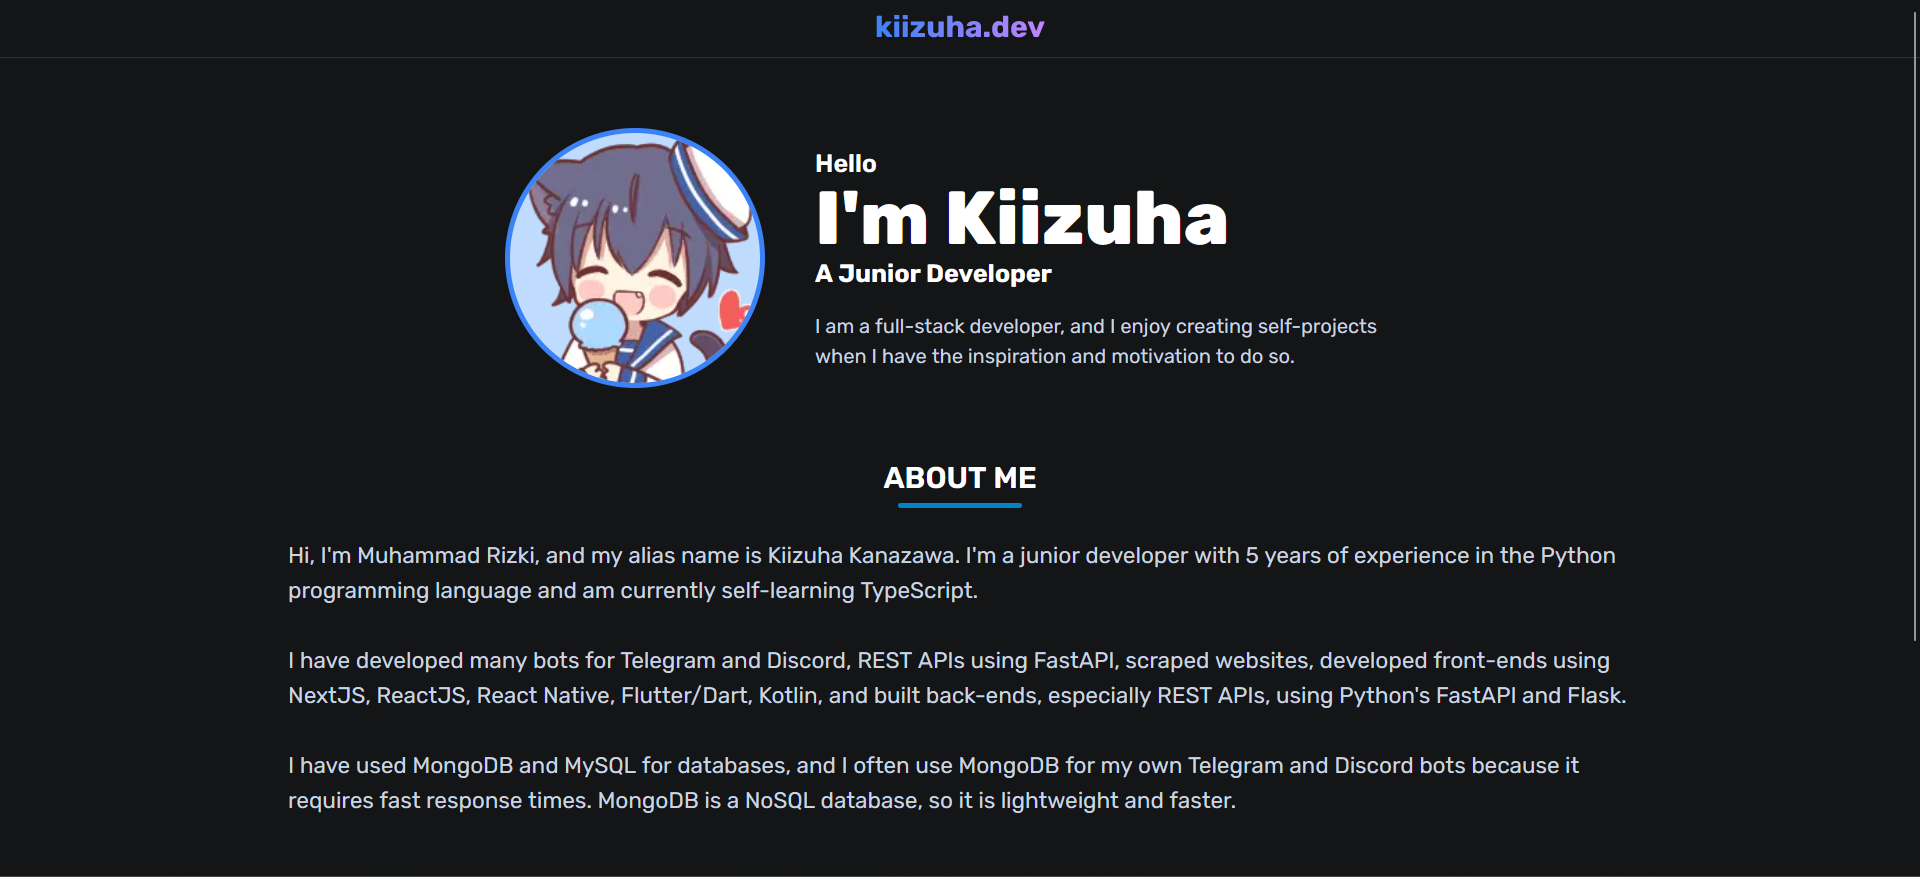 kiizuha.dev
Hello
I'm Kiizuha
A Junior Developer
I am a full-stack developer, and I enjoy creating self-projects
when I have the inspiration and motivation to do so.
ABOUT ME
Hi, I'm Muhammad Rizki, and my alias name is Kiizuha Kanazawa. I'm a junior developer with 5 years of experience in the Python
programming language and am currently self-learning TypeScript.
I have developed many bots for Telegram and Discord, REST APIs using FastAPI, scraped websites, developed front-ends using
NextJS, ReactJS, React Native, Flutter/Dart, Kotlin, and built back-ends, especially REST APIs, using Python's FastAPI and Flask.
I have used MongoDB and MySQL for databases, and I often use MongoDB for my own Telegram and Discord bots because it
requires fast response times. MongoDB is a NoSQL database, so it is lightweight and faster.